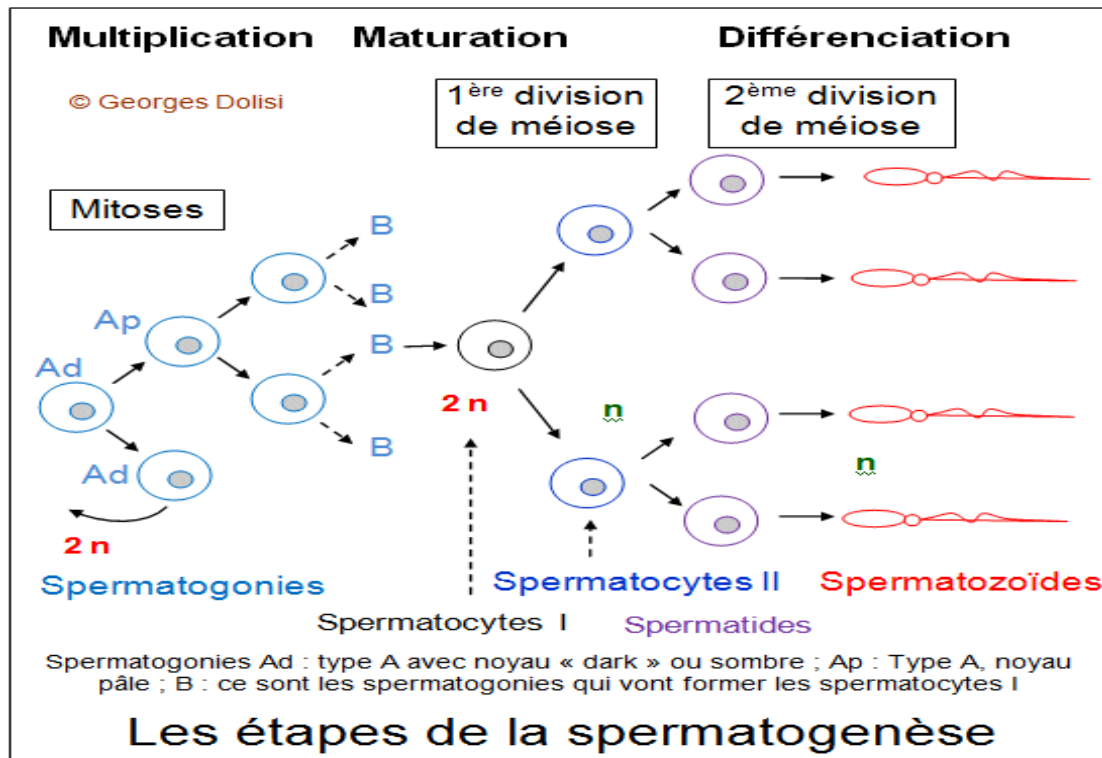 Multiplication Maturation Différenciation
© Georges Dolisi
1ère division
de méiose
2ème division
de méiose
Mitoses
B
B
Ap
B
Ad
2 n
n
B
Ad
n
2 n
Spermatogonies
Spermatocytes II
Spermatozoïdes
Spermatocytes I
Spermatides
Spermatogonies Ad : type A avec noyau « dark » ou sombre ; Ap : Type A, noyau
pâle ; B : ce sont les spermatogonies qui vont former les spermatocytes I
Les étapes de la spermatogenèse